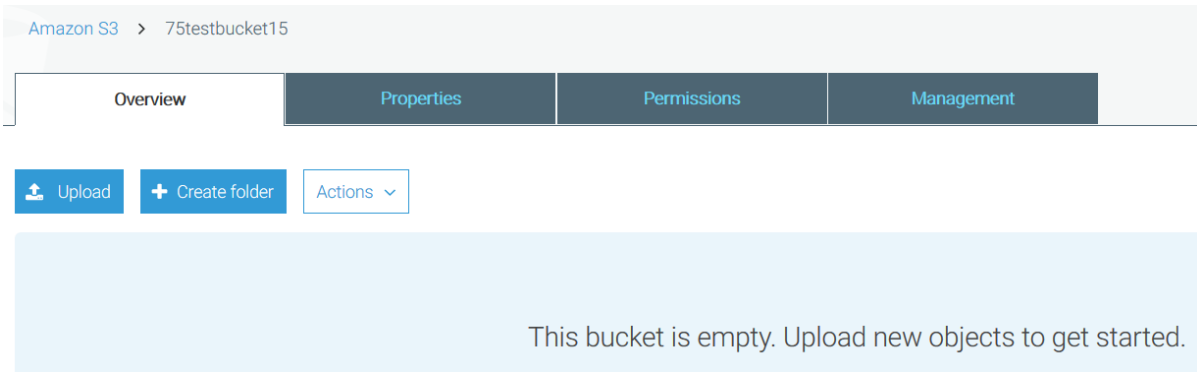 Amazon S3 > 75testbucket15
Overview Properties Permissions Management
Upload + Create folder Actions
This bucket is empty. Upload new objects to get started.